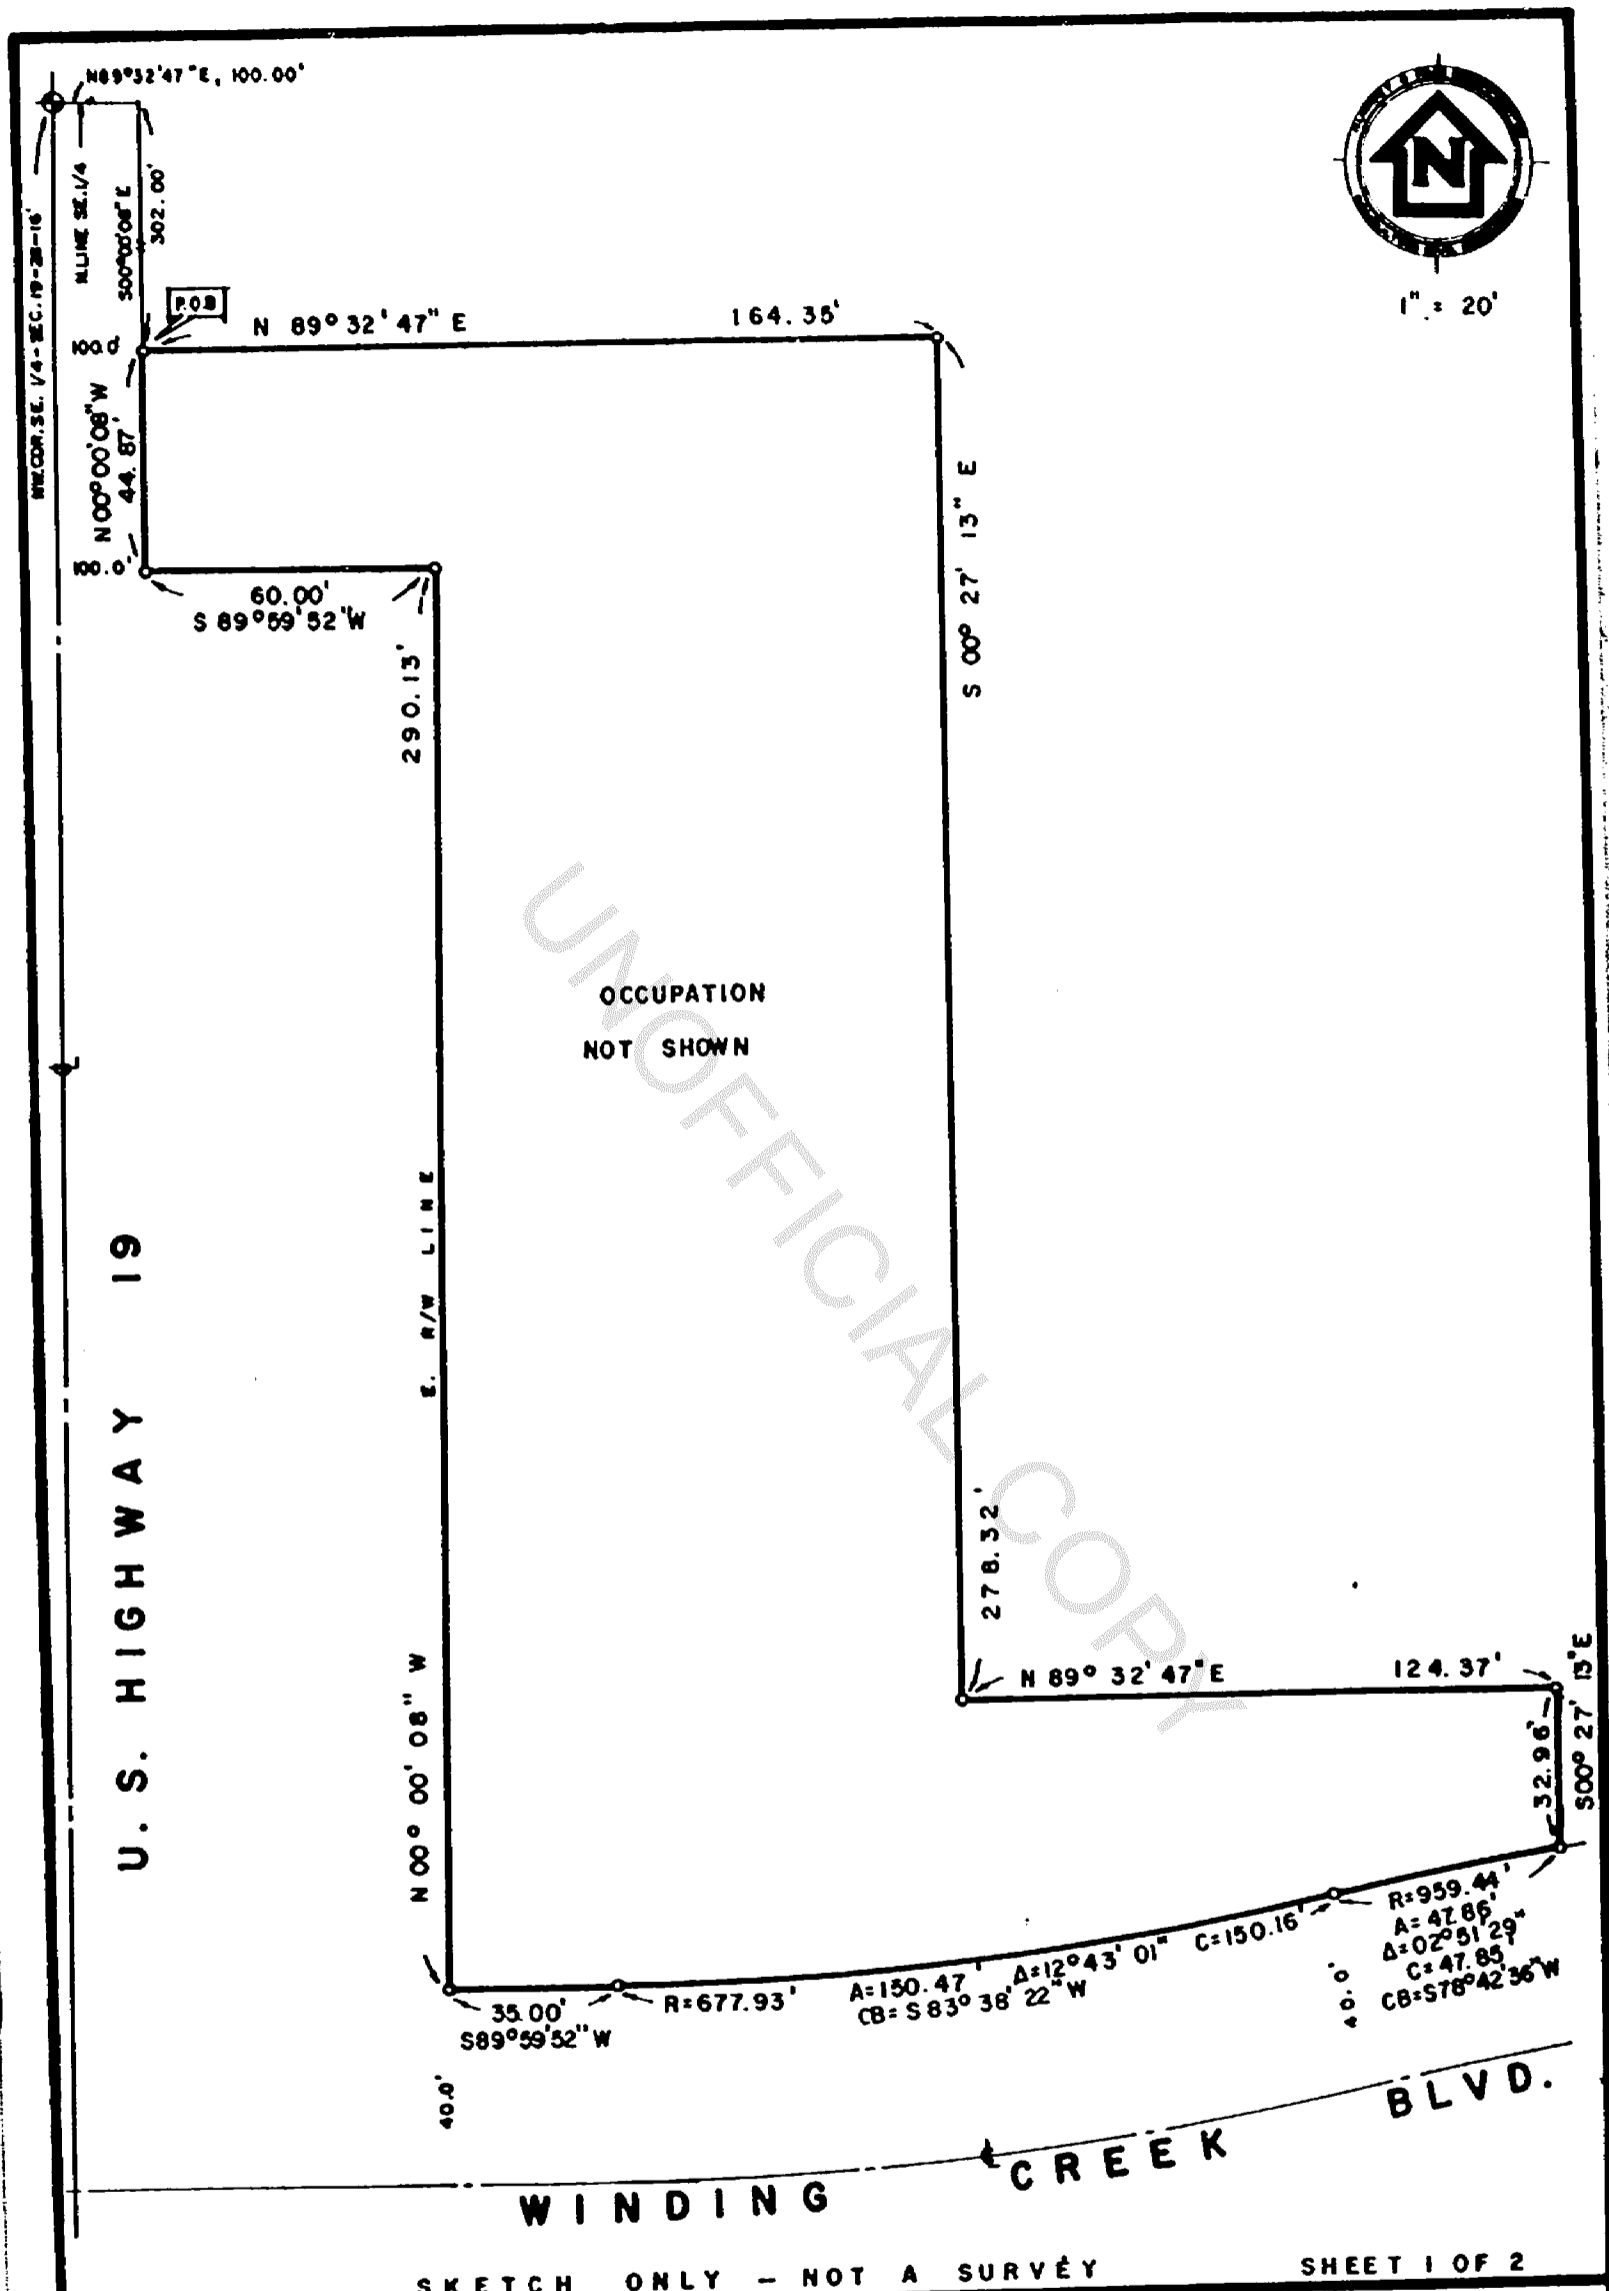 N89°32'47"E, 100.00'
N.LINE SE.1/4
S00°00'08"E
302.00'
NW.COR.SE. 1/4-SEC.19-28-16
P.O.B
N 89°32'47" E 164.35'
1" = 20'
100.0'
N00°00'08"W
44.87'
100.0'
60.00'
S 89°59'52"W
290.13'
S 00° 27' 13" E
OCCUPATION
NOT SHOWN
E. R/W LINE
U.S. HIGHWAY 19
278.32'
N 00° 00' 08" W
N 89° 32' 47" E 124.37'
32.96'
S00° 27' 13"E
R=959.44'
A=47.86'
Δ=02°51'29"
C=47.85'
CB=S78°42'36"W
35.00'
S89°59'52"W
R=677.93'
A=150.47'
Δ=12°43' 01"
C=150.16'
CB= S 83° 38' 22" W
40.0'
40.0'
WINDING CREEK BLVD.
SKETCH ONLY – NOT A SURVEY
SHEET 1 OF 2
UNOFFICIAL COPY
N